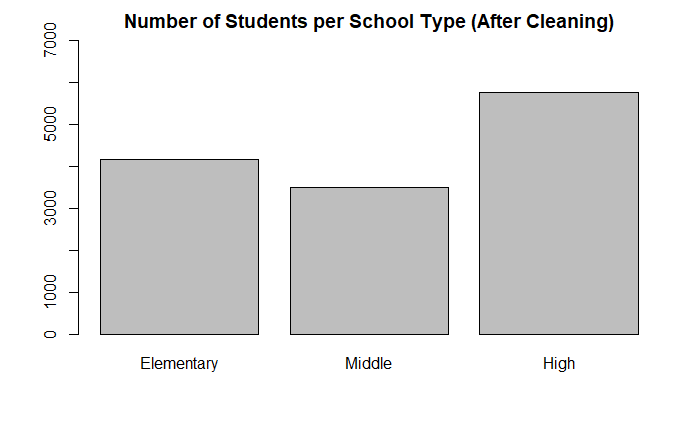 Number of Students per School Type (After Cleaning)
7000
5000
3000
1000
0
Elementary Middle High